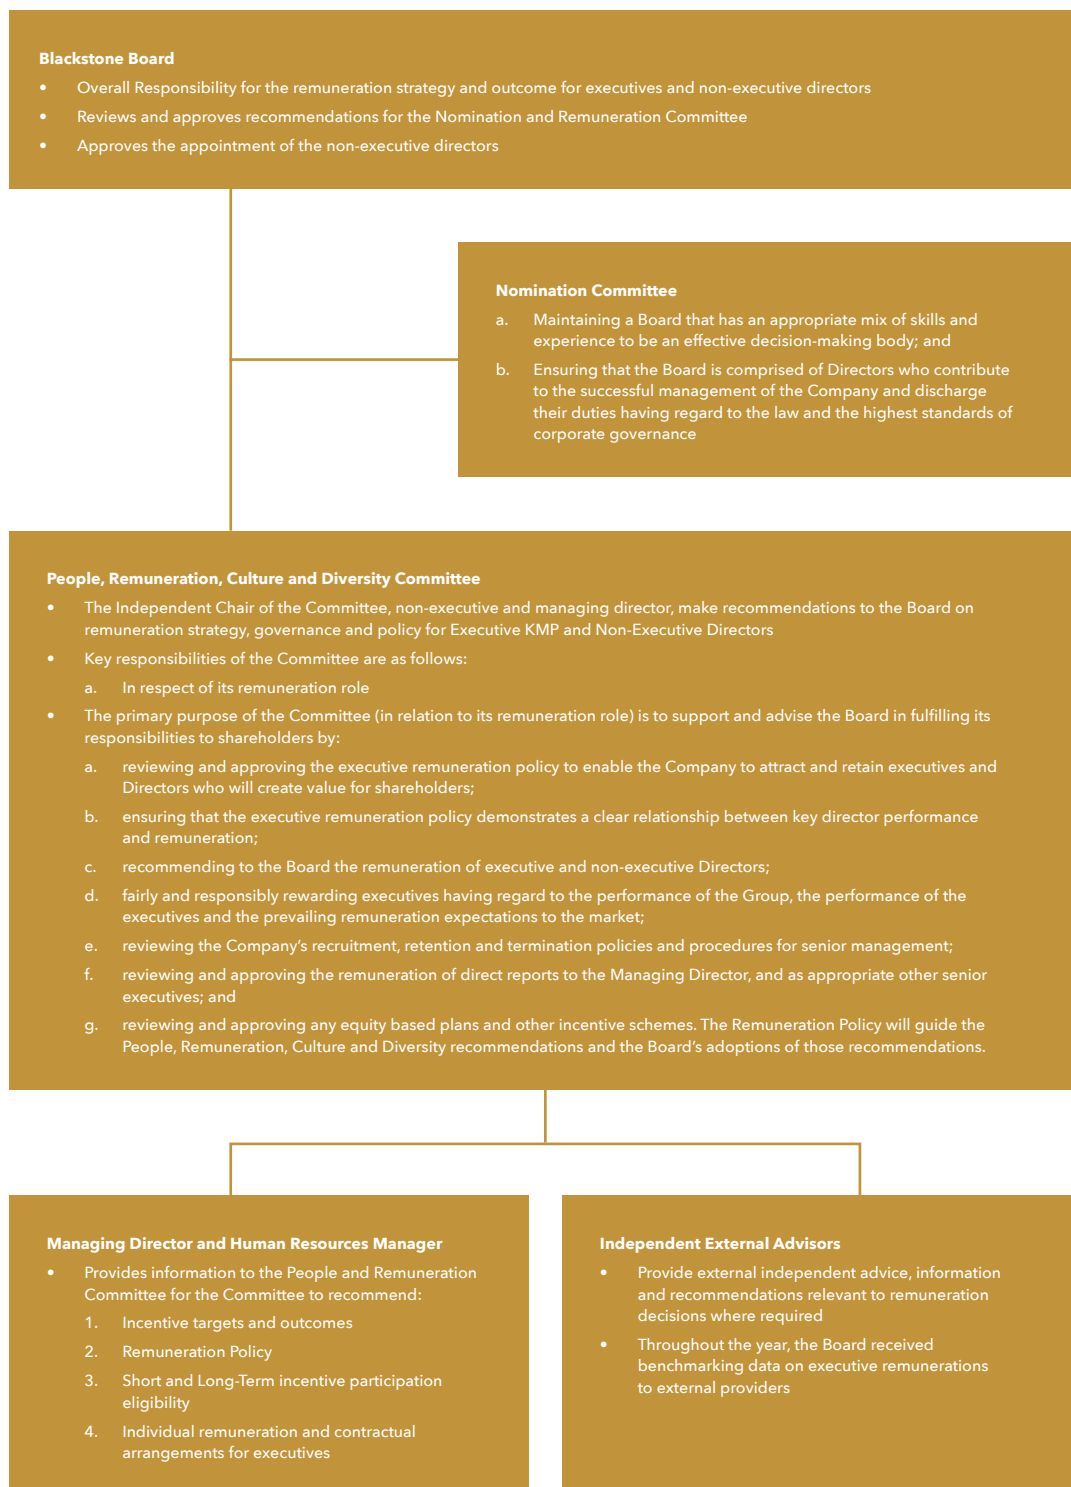 Blackstone Board
• Overall Responsibility for the remuneration strategy and outcome for executives and non-executive directors
• Reviews and approves recommendations for the Nomination and Remuneration Committee
• Approves the appointment of the non-executive directors
Nomination Committee
a. Maintaining a Board that has an appropriate mix of skills and
experience to be an effective decision-making body; and
b. Ensuring that the Board is comprised of Directors who contribute
to the successful management of the Company and discharge
their duties having regard to the law and the highest standards of
corporate governance
People, Remuneration, Culture and Diversity Committee
• The Independent Chair of the Committee, non-executive and managing director, make recommendations to the Board on
remuneration strategy, governance and policy for Executive KMP and Non-Executive Directors
• Key responsibilities of the Committee are as follows:
a. In respect of its remuneration role
• The primary purpose of the Committee (in relation to its remuneration role) is to support and advise the Board in fulfilling its
responsibilities to shareholders by:
a. reviewing and approving the executive remuneration policy to enable the Company to attract and retain executives and
Directors who will create value for shareholders;
b. ensuring that the executive remuneration policy demonstrates a clear relationship between key director performance
and remuneration;
c. recommending to the Board the remuneration of executive and non-executive Directors;
d. fairly and responsibly rewarding executives having regard to the performance of the Group, the performance of the
executives and the prevailing remuneration expectations to the market;
e. reviewing the Company's recruitment, retention and termination policies and procedures for senior management;
f. reviewing and approving the remuneration of direct reports to the Managing Director, and as appropriate other senior
executives; and
g. reviewing and approving any equity based plans and other incentive schemes. The Remuneration Policy will guide the
People, Remuneration, Culture and Diversity recommendations and the Board's adoptions of those recommendations.
Managing Director and Human Resources Manager
• Provides information to the People and Remuneration
Committee for the Committee to recommend:
1. Incentive targets and outcomes
2. Remuneration Policy
3. Short and Long-Term incentive participation
eligibility
4. Individual remuneration and contractual
arrangements for executives
Independent External Advisors
• Provide external independent advice, information
and recommendations relevant to remuneration
decisions where required
• Throughout the year, the Board received
benchmarking data on executive remunerations
to external providers